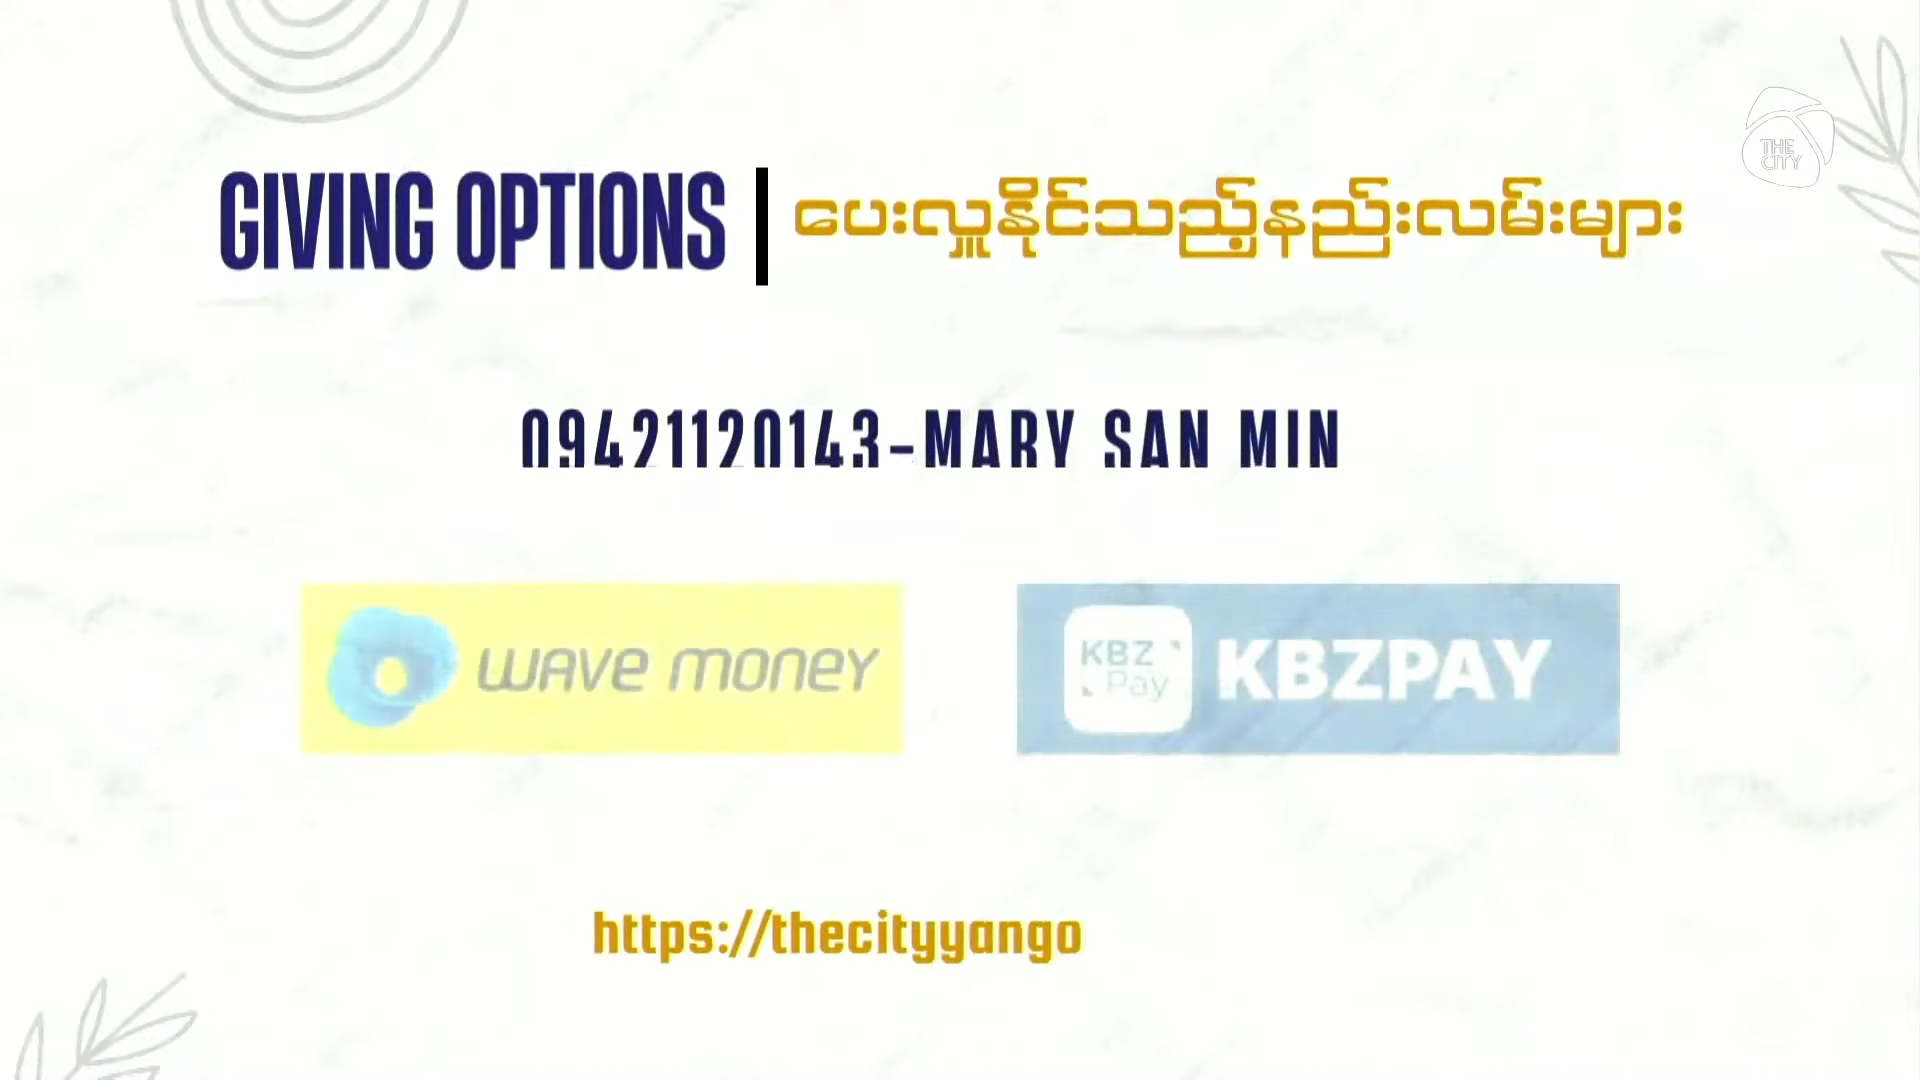 THE
CITY
GIVING OPTIONS | ပေးလှူနိုင်သည့်နည်းလမ်းများ
09421120143-MARY SAN MIN
WAVE MONEY
KBZ
Pay
KBZPAY
https://thecityyango